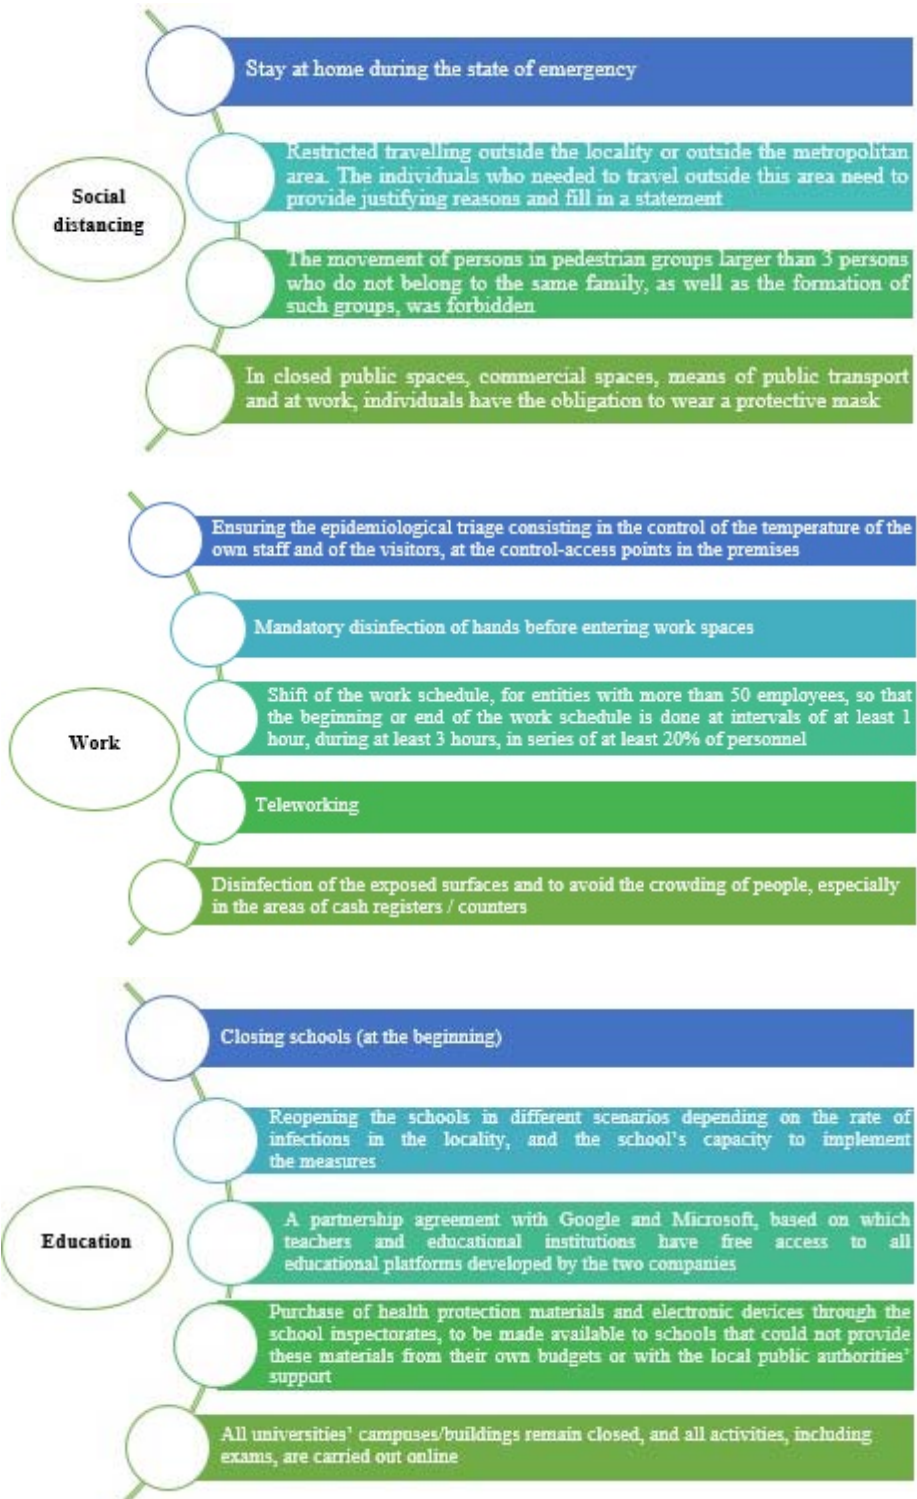 Stay at home during the state of emergency
Restricted travelling outside the locality or outside the metropolitan
area. The individuals who needed to travel outside this area need to
provide justifying reasons and fill in a statement
Social
distancing
The movement of persons in pedestrian groups larger than 3 persons
who do not belong to the same family, as well as the formation of
such groups, was forbidden
In closed public spaces, commercial spaces, means of public transport
and at work, individuals have the obligation to wear a protective mask
Ensuring the epidemiological triage consisting in the control of the temperature of the
own staff and of the visitors, at the control-access points in the premises
Mandatory disinfection of hands before entering work spaces
Shift of the work schedule, for entities with more than 50 employees, so that
the beginning or end of the work schedule is done at intervals of at least 1
hour, during at least 3 hours, in series of at least 20% of personnel
Work
Teleworking
Disinfection of the exposed surfaces and to avoid the crowding of people, especially
in the areas of cash registers / counters
Closing schools (at the beginning)
Reopening the schools in different scenarios depending on the rate of
infections in the locality, and the school's capacity to implement
the measures
Education
A partnership agreement with Google and Microsoft, based on which
teachers and educational institutions have free access to all
educational platforms developed by the two companies
Purchase of health protection materials and electronic devices through the
school inspectorates, to be made available to schools that could not provide
these materials from their own budgets or with the local public authorities'
support
All universities' campuses/buildings remain closed, and all activities, including
exams, are carried out online